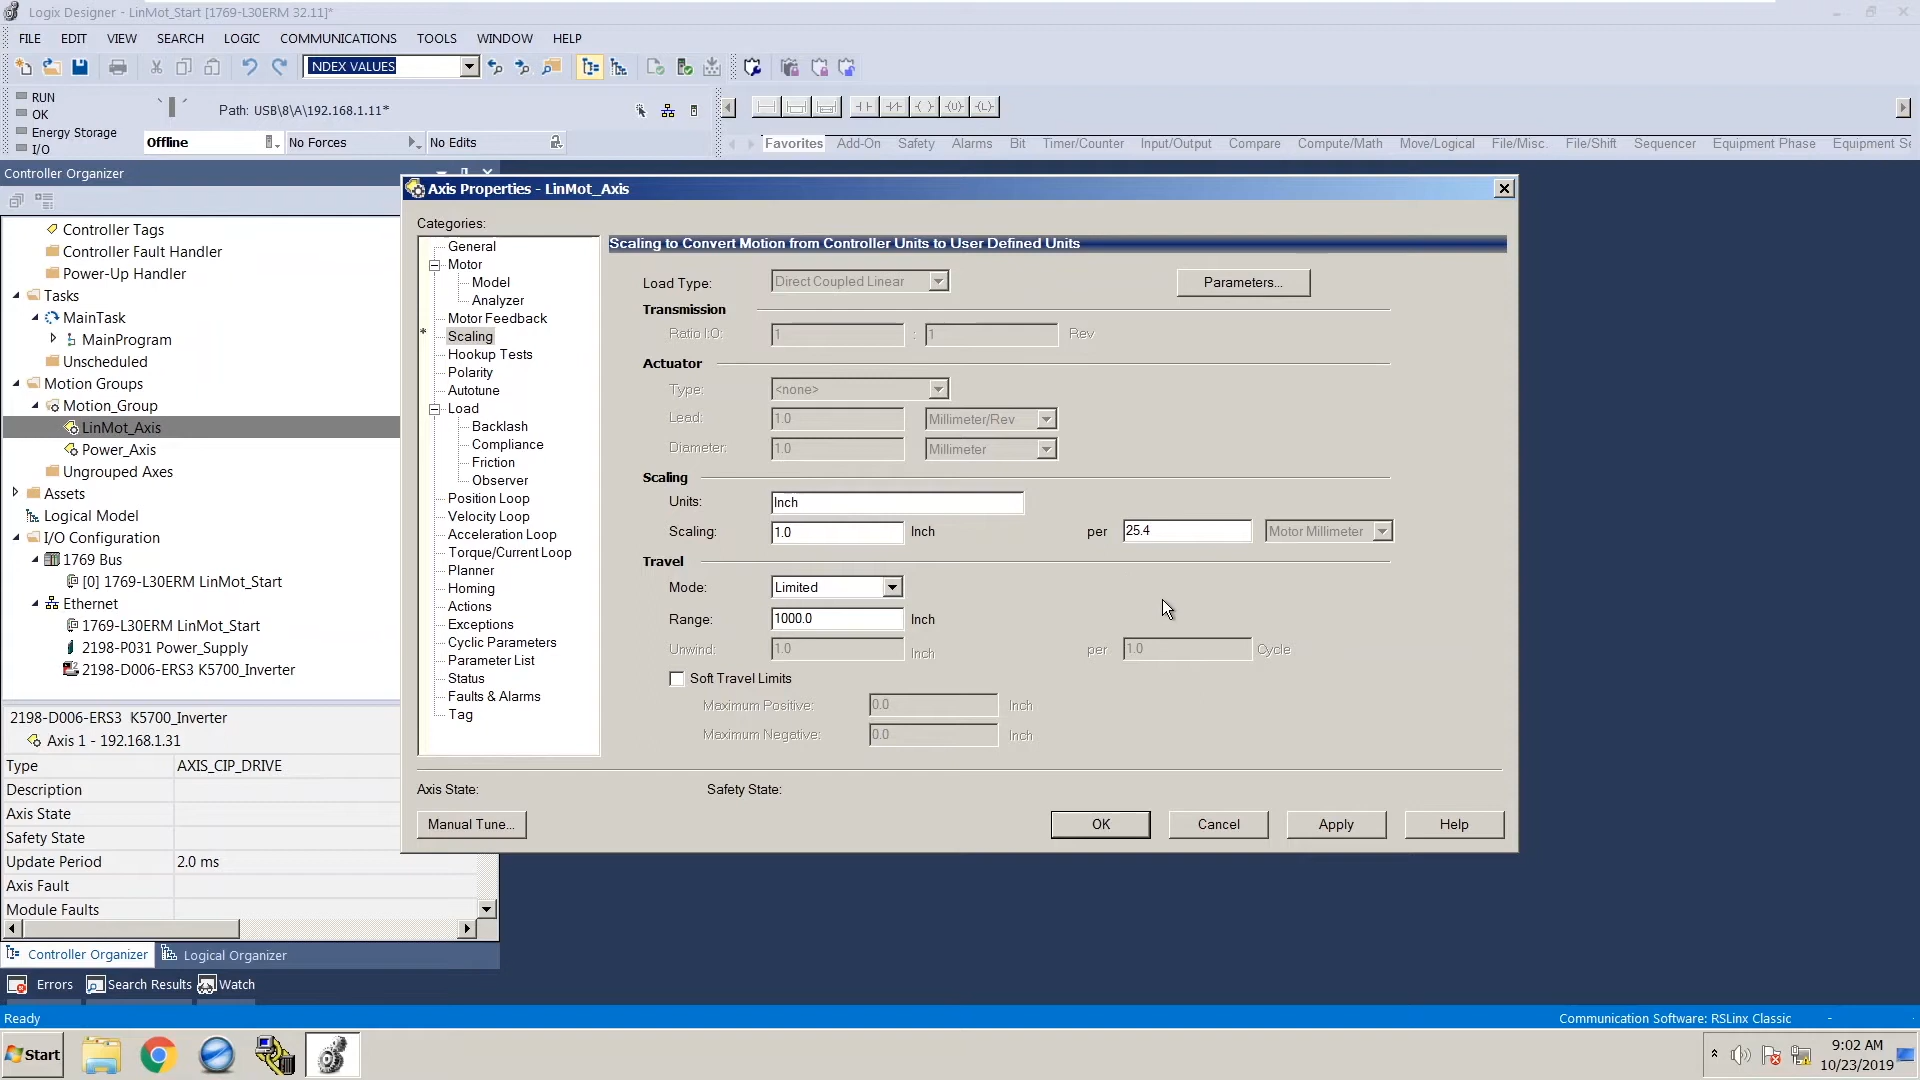 Logix Designer - LinMot_Start [1769-L30ERM 32.11]*
FILE EDIT VIEW SEARCH LOGIC COMMUNICATIONS TOOLS WINDOW HELP
NDEX VALUES
RUN
OK
Energy Storage
I/O
Path: USB\8\A\192.168.1.11*
Offline No Forces No Edits
Favorites Add-On Safety Alarms Bit Timer/Counter Input/Output Compare Compute/Math Move/Logical File/Misc. File/Shift Sequencer Equipment Phase Equipment Se
Controller Organizer
Controller Tags
Controller Fault Handler
Power-Up Handler
Tasks
MainTask
MainProgram
Unscheduled
Motion Groups
Motion_Group
LinMot_Axis
Power_Axis
Ungrouped Axes
Assets
Logical Model
I/O Configuration
1769 Bus
[0] 1769-L30ERM LinMot_Start
Ethernet
1769-L30ERM LinMot_Start
2198-P031 Power_Supply
2198-D006-ERS3 K5700_Inverter
2198-D006-ERS3 K5700_Inverter
Axis 1 - 192.168.1.31
Type AXIS_CIP_DRIVE
Description
Axis State
Safety State
Update Period 2.0 ms
Axis Fault
Module Faults
Controller Organizer Logical Organizer
Axis Properties - LinMot_Axis
Categories:
General
Motor
Model
Analyzer
Motor Feedback
* Scaling
Hookup Tests
Polarity
Autotune
Load
Backlash
Compliance
Friction
Observer
Position Loop
Velocity Loop
Acceleration Loop
Torque/Current Loop
Planner
Homing
Actions
Exceptions
Cyclic Parameters
Parameter List
Status
Faults & Alarms
Tag
Scaling to Convert Motion from Controller Units to User Defined Units
Load Type: Direct Coupled Linear Parameters...
Transmission
Ratio I:O: 1 : 1 Rev
Actuator
Type: <none>
Lead: 1.0 Millimeter/Rev
Diameter: 1.0 Millimeter
Scaling
Units: Inch
Scaling: 1.0 Inch per 25.4 Motor Millimeter
Travel
Mode: Limited
Range: 1000.0 Inch
Unwind: 1.0 Inch per 1.0 Cycle
Soft Travel Limits
Maximum Positive: 0.0 Inch
Maximum Negative: 0.0 Inch
Axis State: Safety State:
Manual Tune... OK Cancel Apply Help
Errors Search Results Watch
Ready Communication Software: RSLinx Classic
Start
9:02 AM
10/23/2019